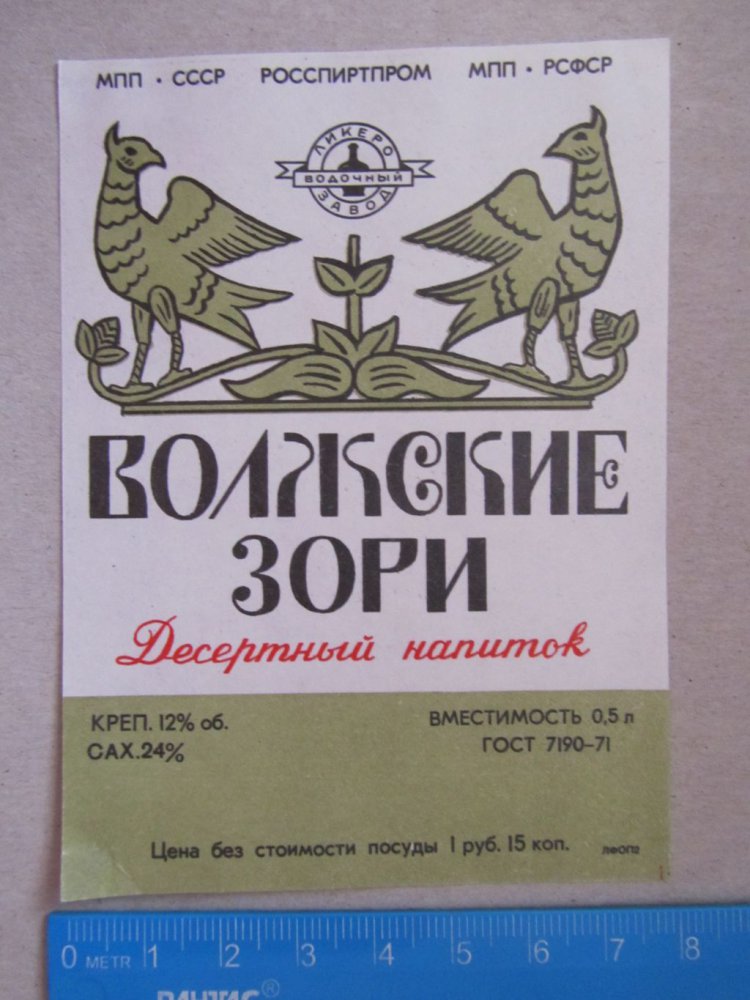 МПП · СССР РОССПИРТПРОМ МПП · РСФСР
ЛИКЕРО
ВОДОЧНЫЙ
ЗАВОД
ВОЛЖСКИЕ
ЗОРИ
Десертный напиток
КРЕП. 12% об. ВМЕСТИМОСТЬ 0,5 л
САХ. 24% ГОСТ 7190–71
Цена без стоимости посуды 1 руб. 15 коп. ЛФОП2
0 METR 1 2 3 4 5 6 7 8